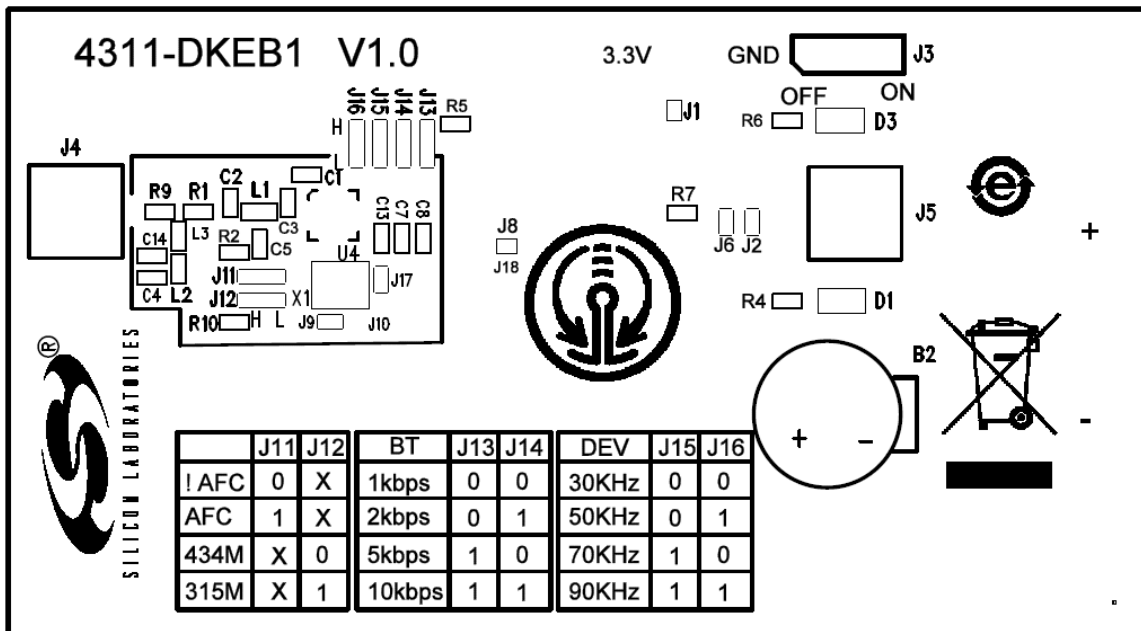 4311-DKEB1 V1.0
3.3V
GND
J3
OFF
ON
J16 J15 J14 J13
R5
J1
R6
D3
H
L
J4
C1
R9 R1 C2 L1
C3
C13 C7 C8
R7
J5
L3
C14
R2
C5
U4
J8
J18
J6 J2
+
J11
X1
J17
C4
L2
J12
R4
D1
R10
H L
J9
J10
®
SILICON LABORATORIES
e
B2
+ -
-
J11 J12 BT J13 J14 DEV J15 J16
! AFC 0 X 1kbps 0 0 30KHz 0 0
AFC 1 X 2kbps 0 1 50KHz 0 1
434M X 0 5kbps 1 0 70KHz 1 0
315M X 1 10kbps 1 1 90KHz 1 1